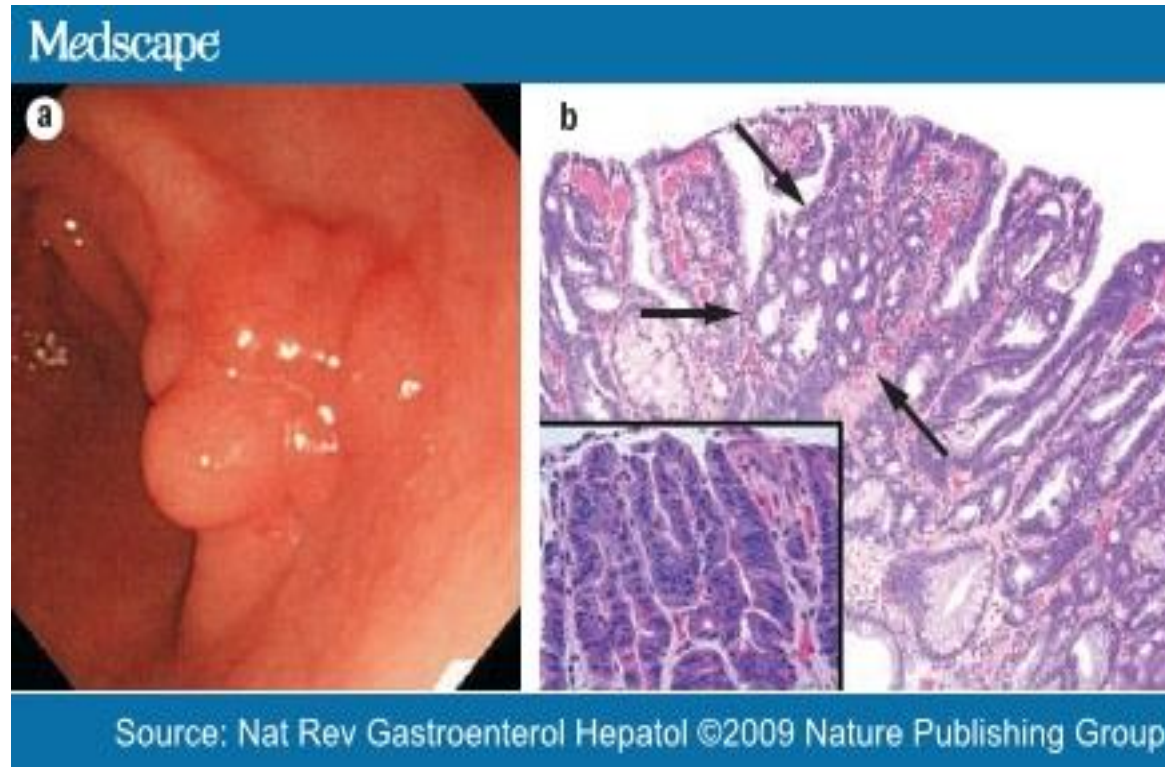 Medscape
a
b
Source: Nat Rev Gastroenterol Hepatol ©2009 Nature Publishing Group